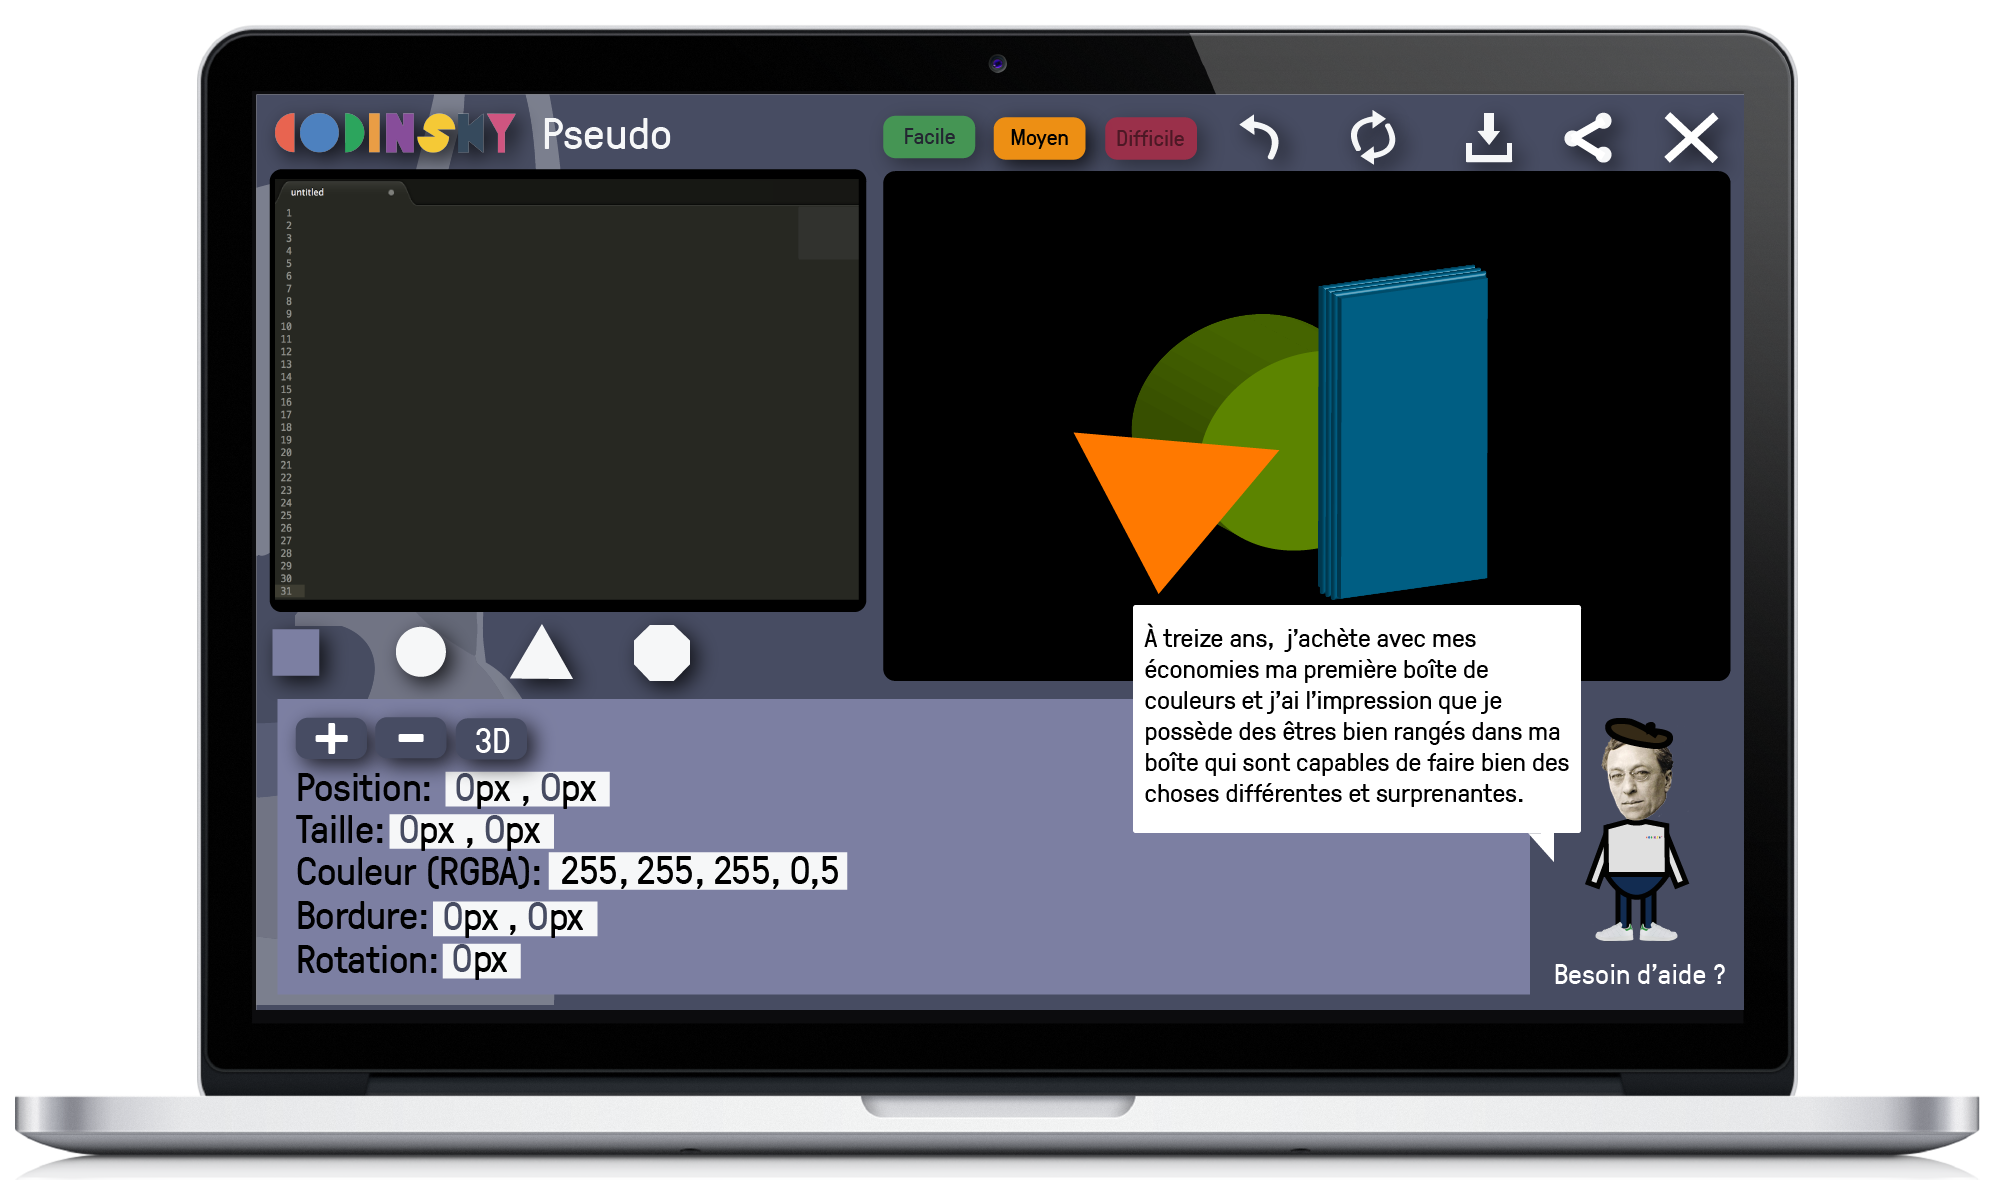 CODINSKY Pseudo
Facile
Moyen
Difficile
untitled
1
2
3
4
5
6
7
8
9
10
11
12
13
14
15
16
17
18
19
20
21
22
23
24
25
26
27
28
29
30
31
3D
Position: 0px , 0px
Taille: 0px , 0px
Couleur (RGBA): 255, 255, 255, 0,5
Bordure: 0px , 0px
Rotation: 0px
À treize ans, j'achète avec mes
économies ma première boîte de
couleurs et j'ai l'impression que je
possède des êtres bien rangés dans ma
boîte qui sont capables de faire bien des
choses différentes et surprenantes.
Besoin d'aide ?